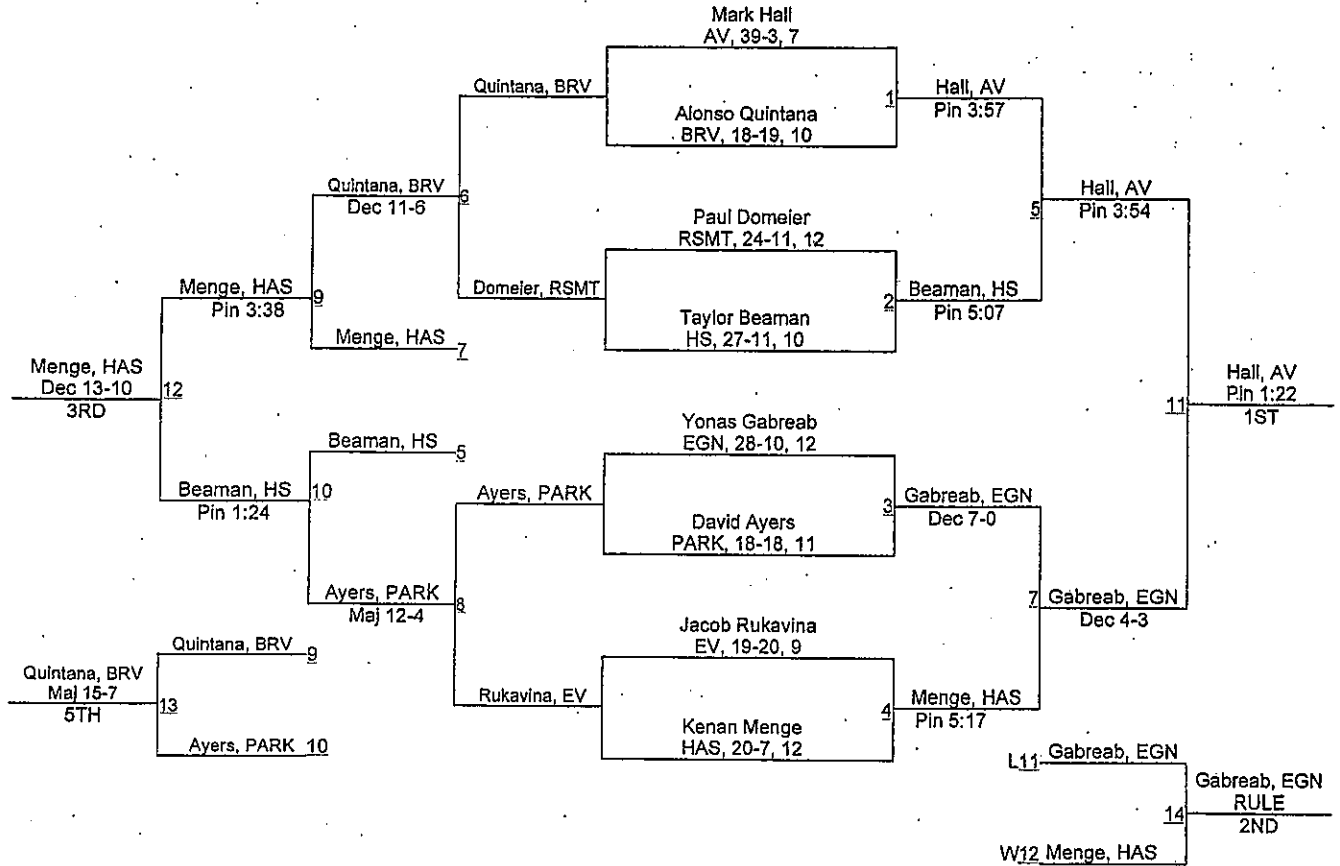 Mark Hall
AV, 39-3, 7
Quintana, BRV
1
Hall, AV
Pin 3:57
Alonso Quintana
BRV, 18-19, 10
Quintana, BRV
Dec 11-6
6
Paul Domeier
RSMT, 24-11, 12
5
Hall, AV
Pin 3:54
Menge, HAS
Pin 3:38
9
Domeier, RSMT
2
Beaman, HS
Pin 5:07
Taylor Beaman
HS, 27-11, 10
Menge, HAS
7
Menge, HAS
Dec 13-10
3RD
12
11
Hall, AV
Pin 1:22
1ST
Yonas Gabreab
EGN, 28-10, 12
Beaman, HS
5
Beaman, HS
Pin 1:24
10
Ayers, PARK
3
Gabreab, EGN
Dec 7-0
David Ayers
PARK, 18-18, 11
Ayers, PARK
Maj 12-4
8
7
Gabreab, EGN
Dec 4-3
Jacob Rukavina
EV, 19-20, 9
Quintana, BRV
9
Quintana, BRV
Maj 15-7
5TH
13
Rukavina, EV
4
Menge, HAS
Pin 5:17
Kenan Menge
HAS, 20-7, 12
Ayers, PARK 10
L11 Gabreab, EGN
14
Gabreab, EGN
RULE
2ND
W12 Menge, HAS